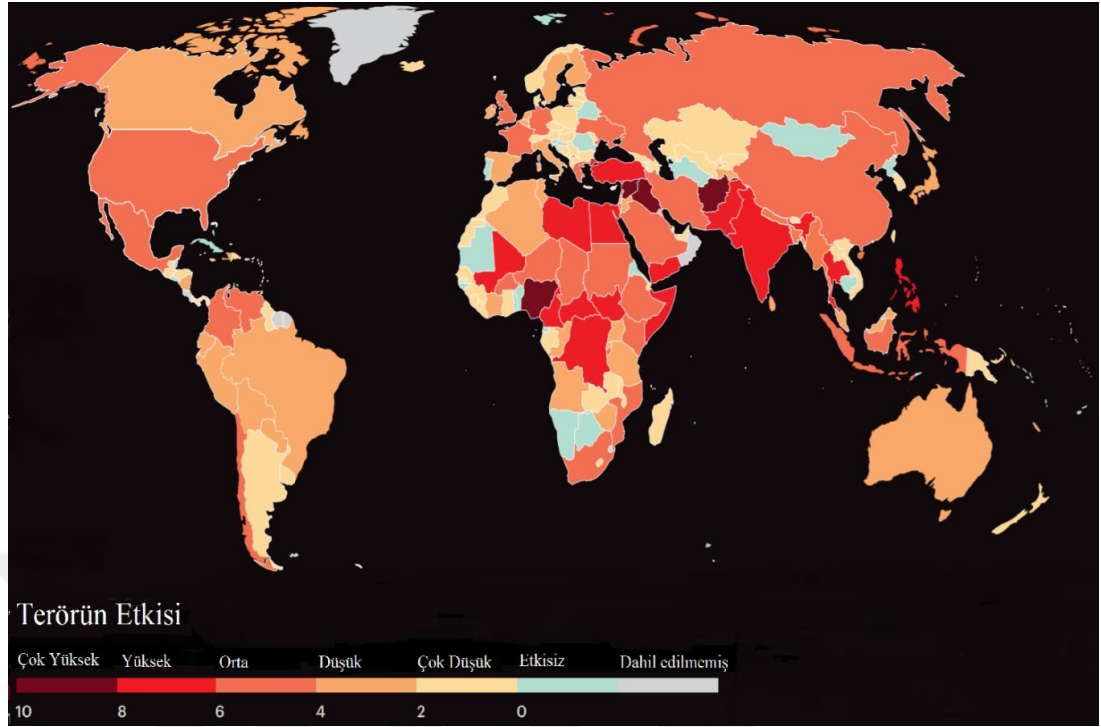 Terörün Etkisi
Çok Yüksek Yüksek Orta Düşük Çok Düşük Etkisiz Dahil edilmemiş
10 8 6 4 2 0